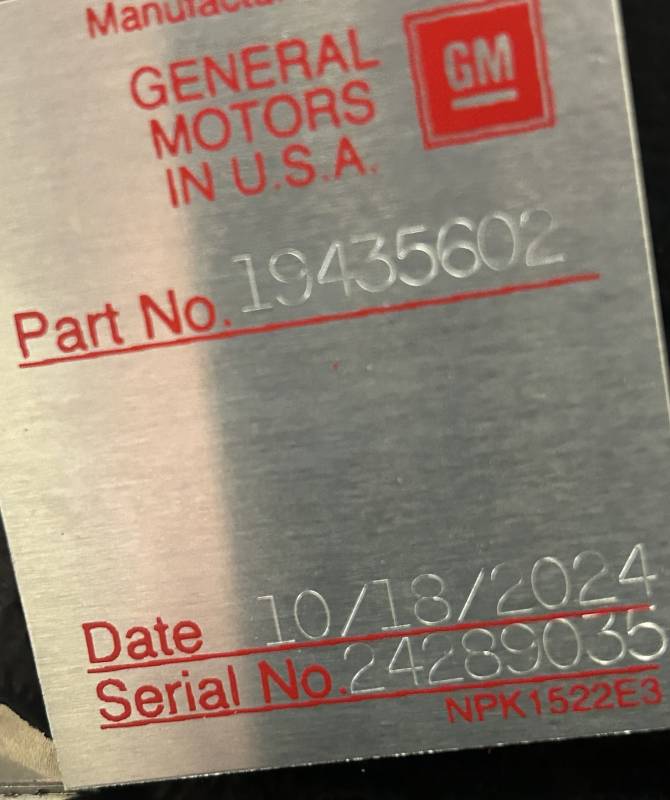 GENERAL
MOTORS
IN U.S.A.
GM
Part No. 19435602
Date 10/18/2024
Serial No. 24289035
NPK1522E3